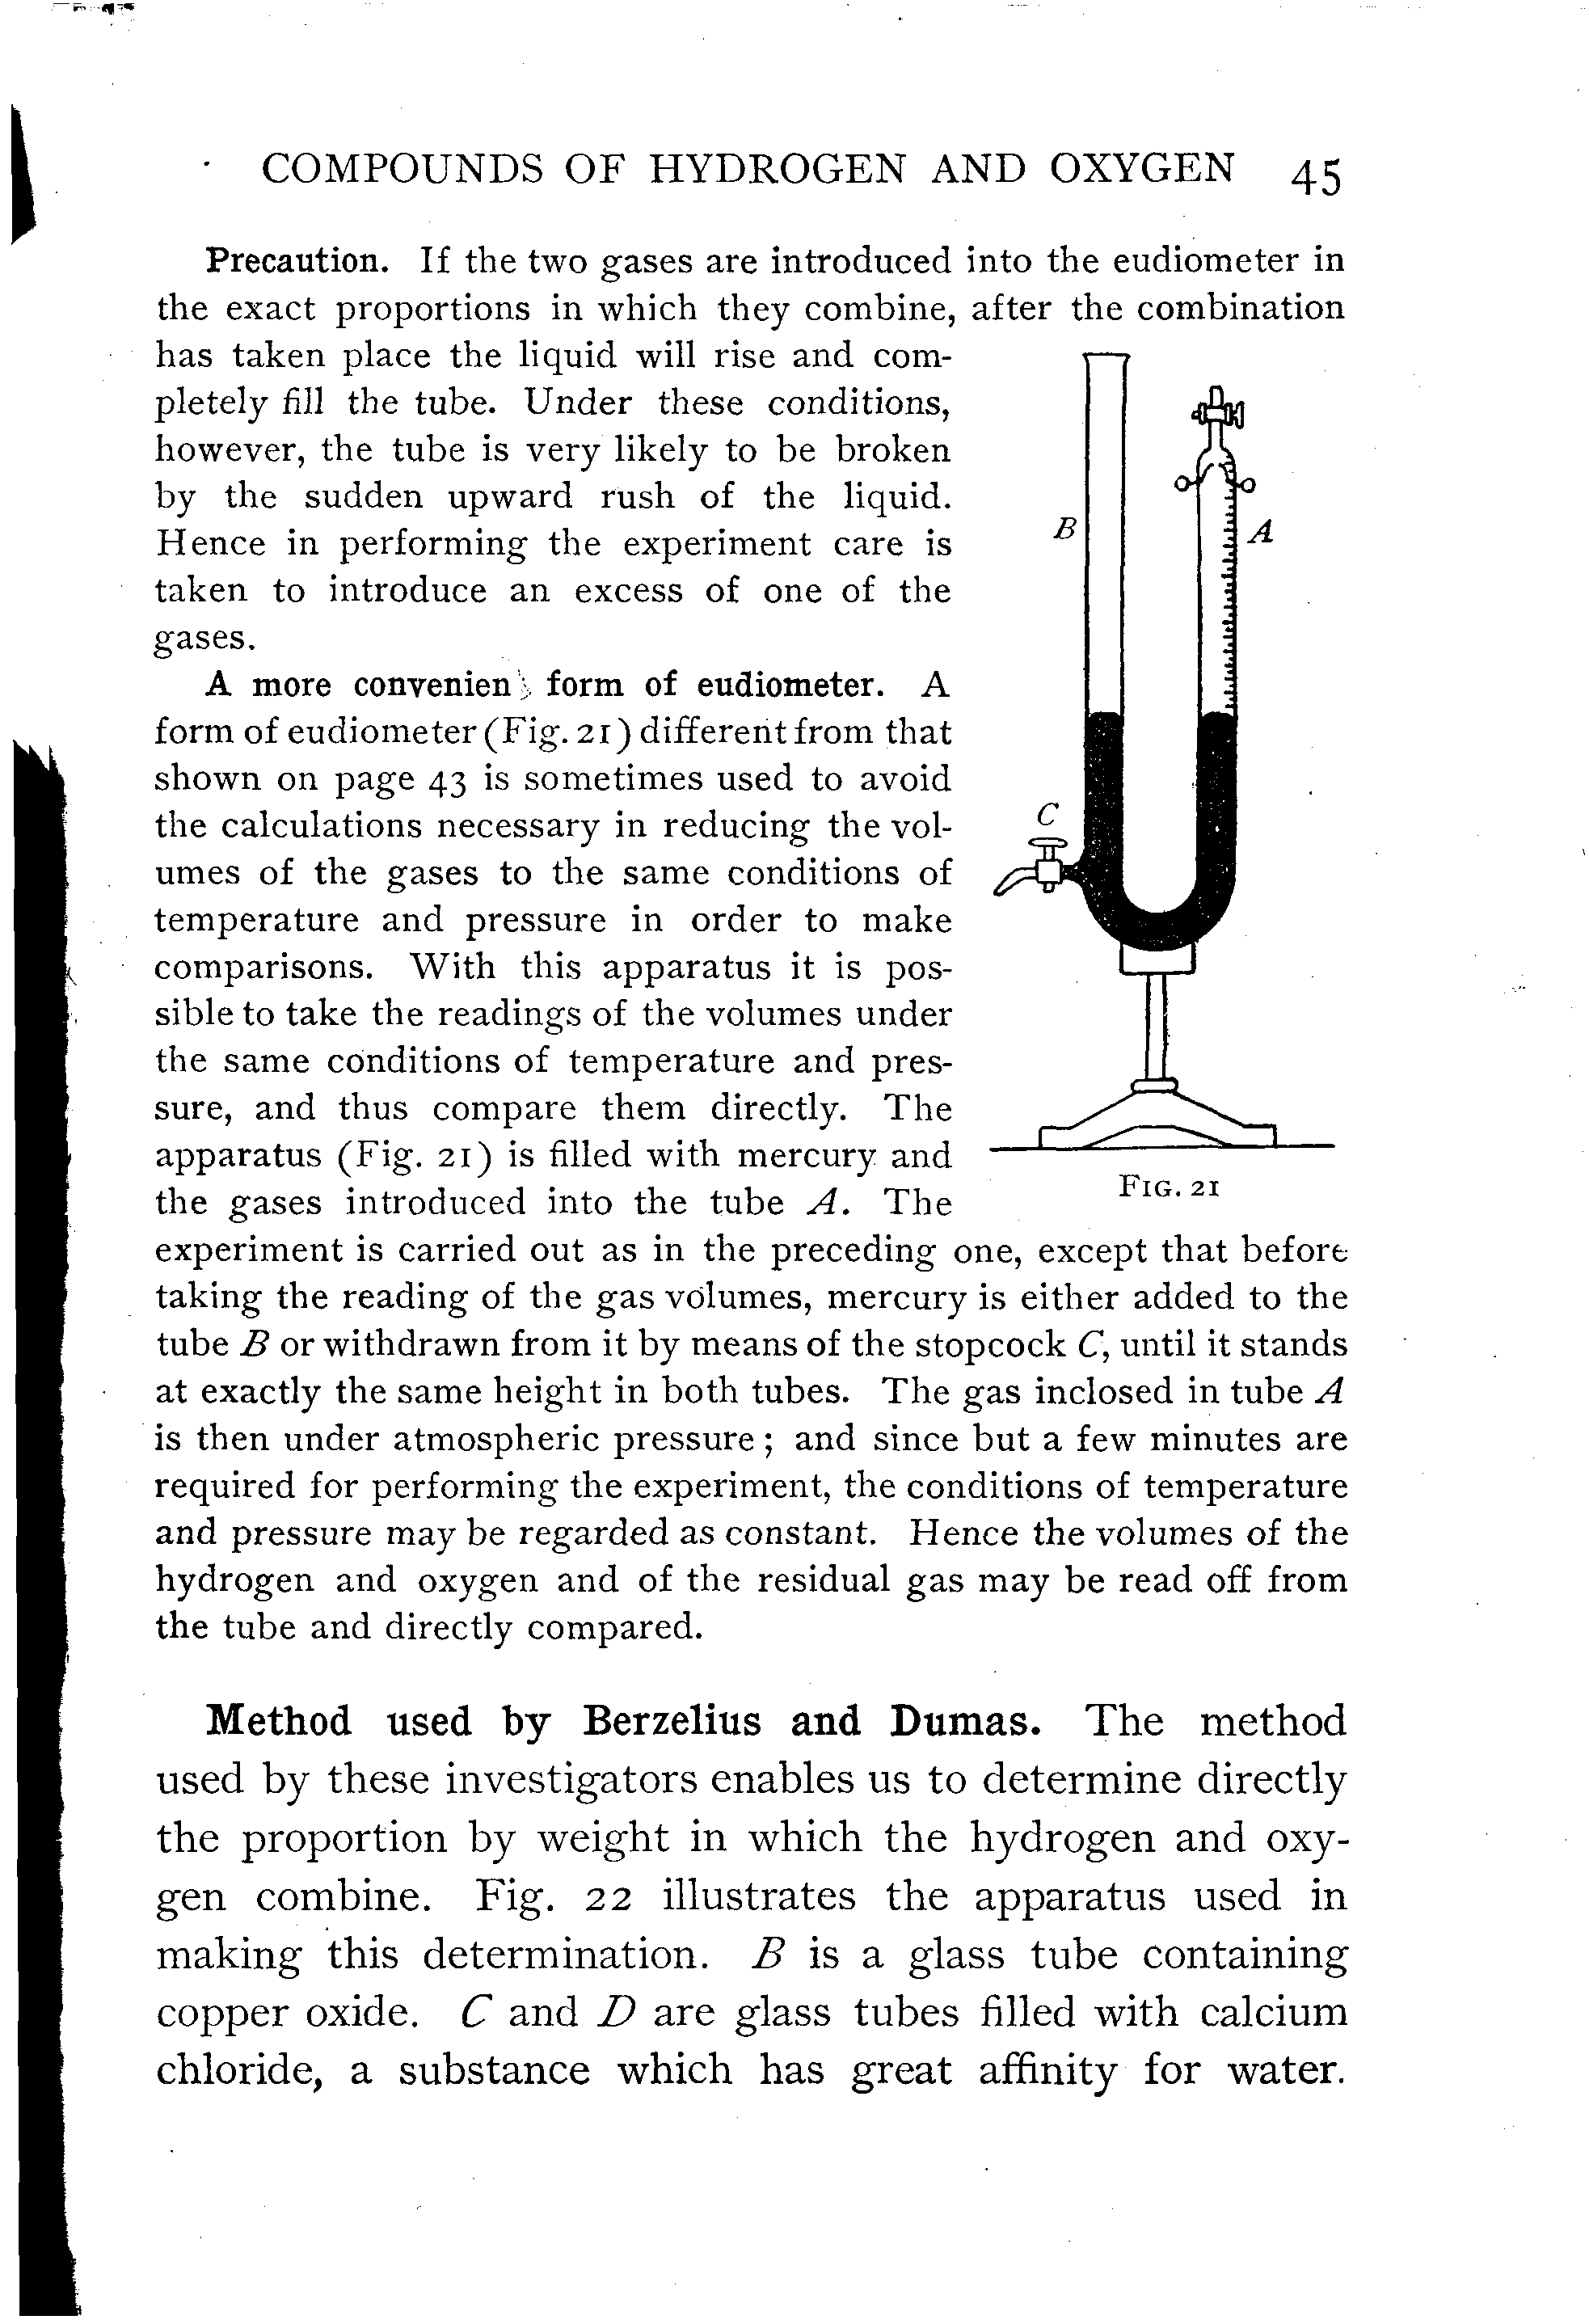 COMPOUNDS OF HYDROGEN AND OXYGEN 45
Precaution. If the two gases are introduced into the eudiometer in
the exact proportions in which they combine, after the combination
has taken place the liquid will rise and com-
pletely fill the tube. Under these conditions,
however, the tube is very likely to be broken
by the sudden upward rush of the liquid.
Hence in performing the experiment care is
taken to introduce an excess of one of the
gases.
A more convenien form of eudiometer. A
form of eudiometer (Fig. 21) different from that
shown on page 43 is sometimes used to avoid
the calculations necessary in reducing the vol-
umes of the gases to the same conditions of
temperature and pressure in order to make
comparisons. With this apparatus it is pos-
sible to take the readings of the volumes under
the same conditions of temperature and pres-
sure, and thus compare them directly. The
apparatus (Fig. 21) is filled with mercury and
the gases introduced into the tube A. The
B
A
C
FIG. 21
experiment is carried out as in the preceding one, except that before
taking the reading of the gas volumes, mercury is either added to the
tube B or withdrawn from it by means of the stopcock C, until it stands
at exactly the same height in both tubes. The gas inclosed in tube A
is then under atmospheric pressure; and since but a few minutes are
required for performing the experiment, the conditions of temperature
and pressure may be regarded as constant. Hence the volumes of the
hydrogen and oxygen and of the residual gas may be read off from
the tube and directly compared.
Method used by Berzelius and Dumas. The method
used by these investigators enables us to determine directly
the proportion by weight in which the hydrogen and oxy-
gen combine. Fig. 22 illustrates the apparatus used in
making this determination. B is a glass tube containing
copper oxide. C and D are glass tubes filled with calcium
chloride, a substance which has great affinity for water.